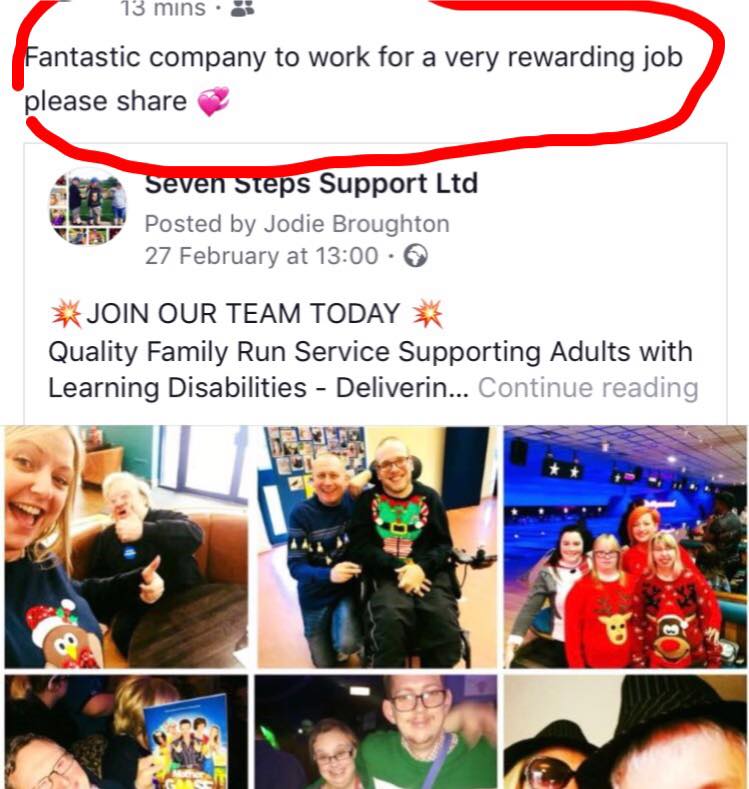 13 mins ·
Fantastic company to work for a very rewarding job
please share 💞
Seven Steps Support Ltd
Posted by Jodie Broughton
27 February at 13:00 ·
💥JOIN OUR TEAM TODAY 💥
Quality Family Run Service Supporting Adults with
Learning Disabilities - Deliverin... Continue reading
Mother